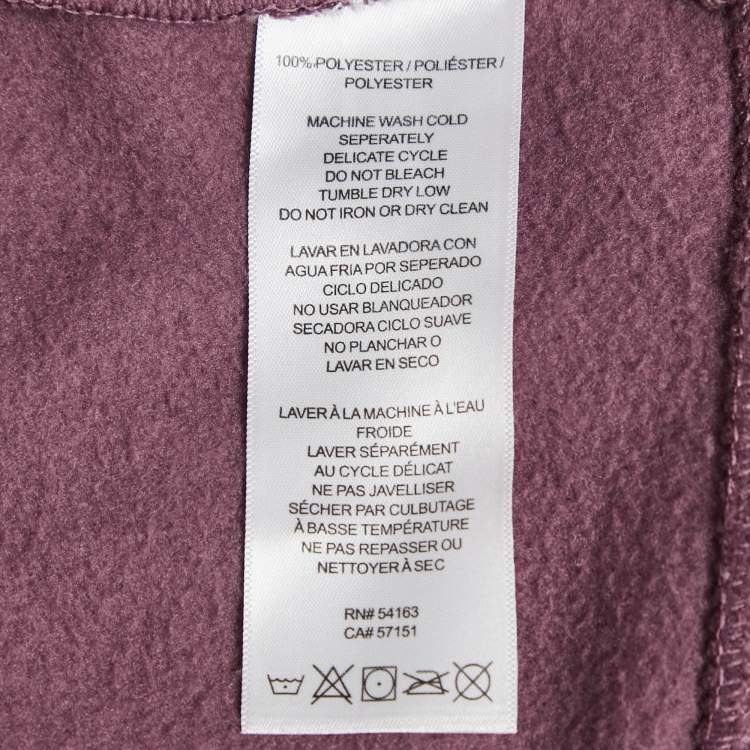 100% POLYESTER / POLIÉSTER /
POLYESTER
MACHINE WASH COLD
SEPERATELY
DELICATE CYCLE
DO NOT BLEACH
TUMBLE DRY LOW
DO NOT IRON OR DRY CLEAN
LAVAR EN LAVADORA CON
AGUA FRIA POR SEPERADO
CICLO DELICADO
NO USAR BLANQUEADOR
SECADORA CICLO SUAVE
NO PLANCHAR O
LAVAR EN SECO
LAVER À LA MACHINE À L'EAU
FROIDE
LAVER SÉPARÉMENT
AU CYCLE DÉLICAT
NE PAS JAVELLISER
SÉCHER PAR CULBUTAGE
À BASSE TEMPÉRATURE
NE PAS REPASSER OU
NETTOYER À SEC
RN# 54163
CA# 57151